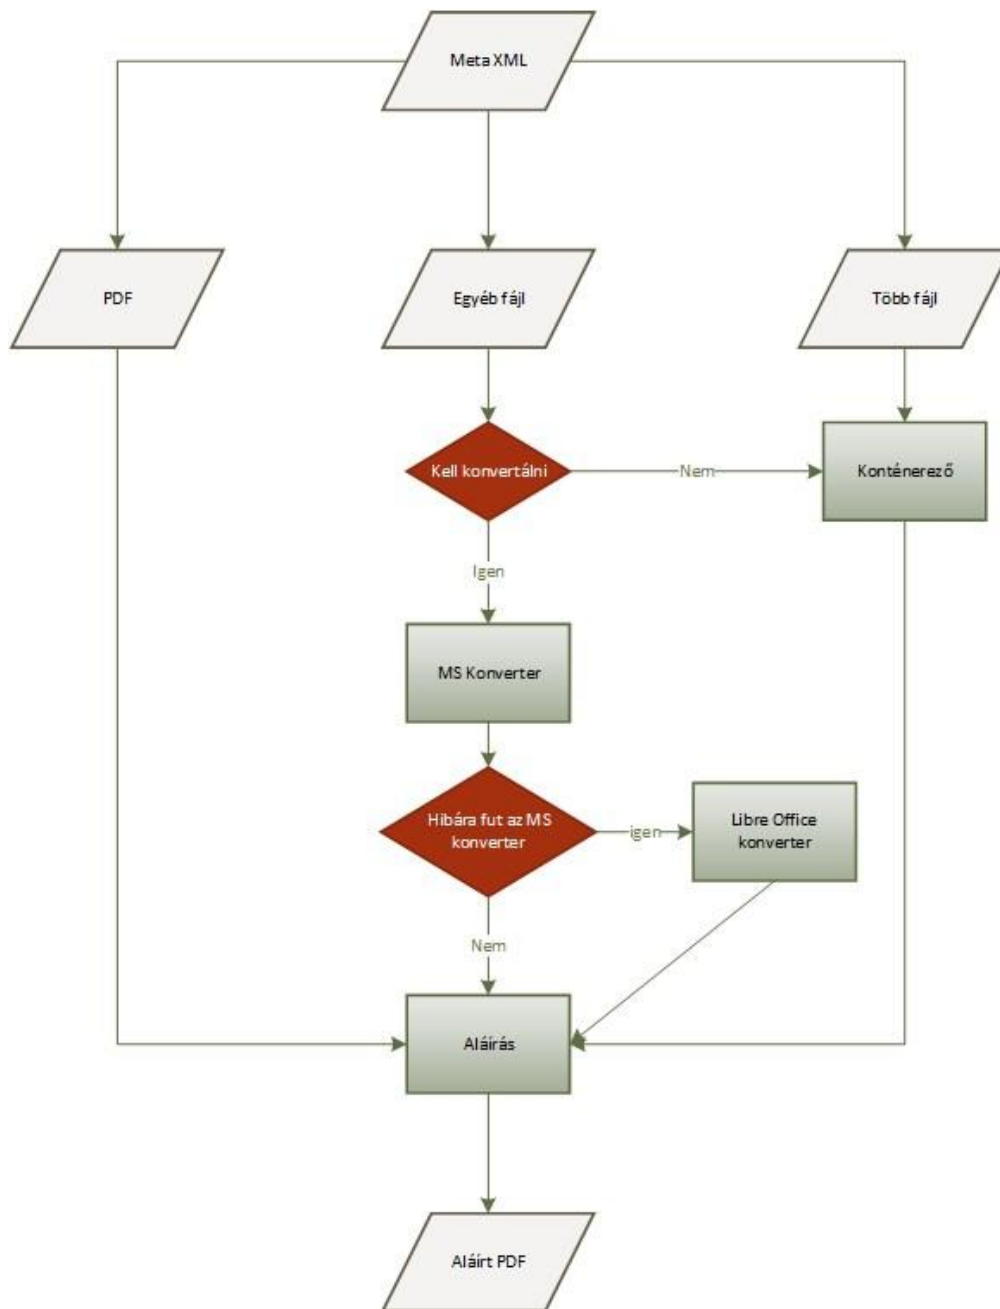 Meta XML
PDF
Egyéb fájl
Több fájl
Kell konvertálni
Nem
Konténerező
Igen
MS Konverter
Hibára fut az MS
konverter
igen
Libre Office
konverter
Nem
Aláírás
Aláírt PDF